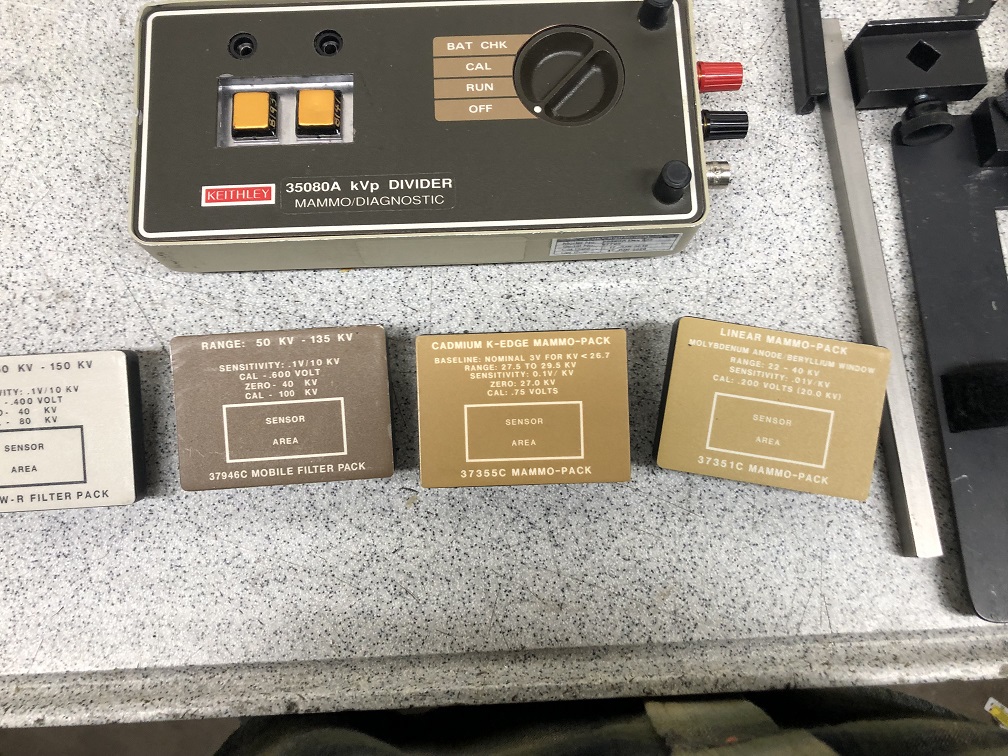 BAT CHK
CAL
RUN
OFF
KEITHLEY
35080A kVp DIVIDER
MAMMO/DIAGNOSTIC
0 KV - 150 KV
VITY: .1V/10 KV
- .400 VOLT
O- 40 KV
L - 80 KV
SENSOR
AREA
W-R FILTER PACK
RANGE: 50 KV - 135 KV
SENSITIVITY: .1V/10 KV
CAL - .600 VOLT
ZERO- 40 KV
CAL - 100 KV
SENSOR
AREA
37946C MOBILE FILTER PACK
CADMIUM K-EDGE MAMMO-PACK
BASELINE: NOMINAL 3V FOR KV < 26.7
RANGE: 27.5 TO 29.5 KV
SENSITIVITY: 0.1V/ KV
ZERO: 27.0 KV
CAL: .75 VOLTS
SENSOR
AREA
37355C MAMMO-PACK
LINEAR MAMMO-PACK
MOLYBDENUM ANODE BERYLLIUM WINDOW
RANGE: 22 - 40 KV
SENSITIVITY: .01V/KV
CAL: .200 VOLTS (20.0 KV)
SENSOR
AREA
37351C MAMMO-PACK